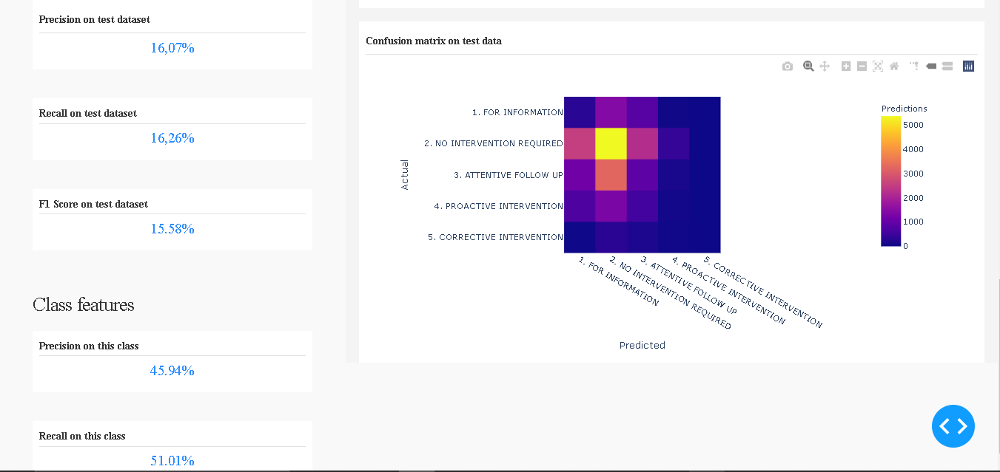 Precision on test dataset
16,07%
Recall on test dataset
16,26%
F1 Score on test dataset
15.58%
Class features
Precision on this class
45.94%
Recall on this class
51.01%
Confusion matrix on test data
Actual
1. FOR INFORMATION
2. NO INTERVENTION REQUIRED
3. ATTENTIVE FOLLOW UP
4. PROACTIVE INTERVENTION
5. CORRECTIVE INTERVENTION
1. FOR INFORMATION
2. NO INTERVENTION REQUIRED
3. ATTENTIVE FOLLOW UP
4. PROACTIVE INTERVENTION
5. CORRECTIVE INTERVENTION
Predicted
Predictions
5000
4000
3000
2000
1000
0